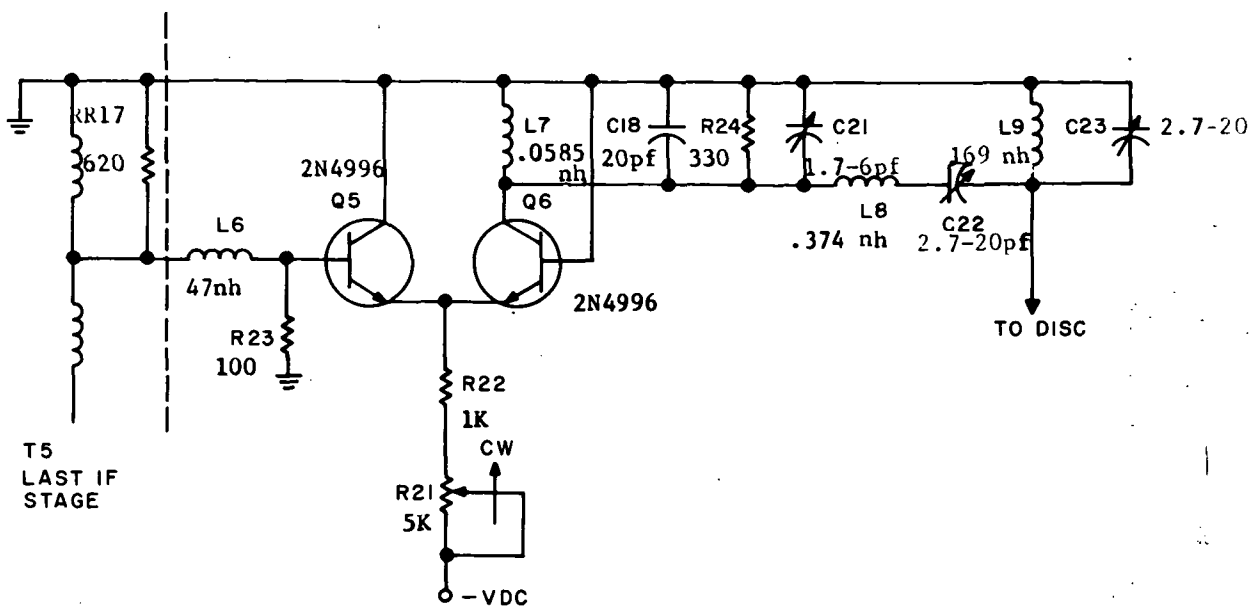 RR17
620
L6
47nh
R23
100
2N4996
Q5
L7
.0585
nh
Q6
2N4996
C18
20pf
R24
330
C21
1.7-6pf
L8
.374 nh
C22
2.7-20pf
L9
169 nh
C23
2.7-20
TO DISC
R22
1K
CW
R21
5K
-VDC
T5
LAST IF
STAGE